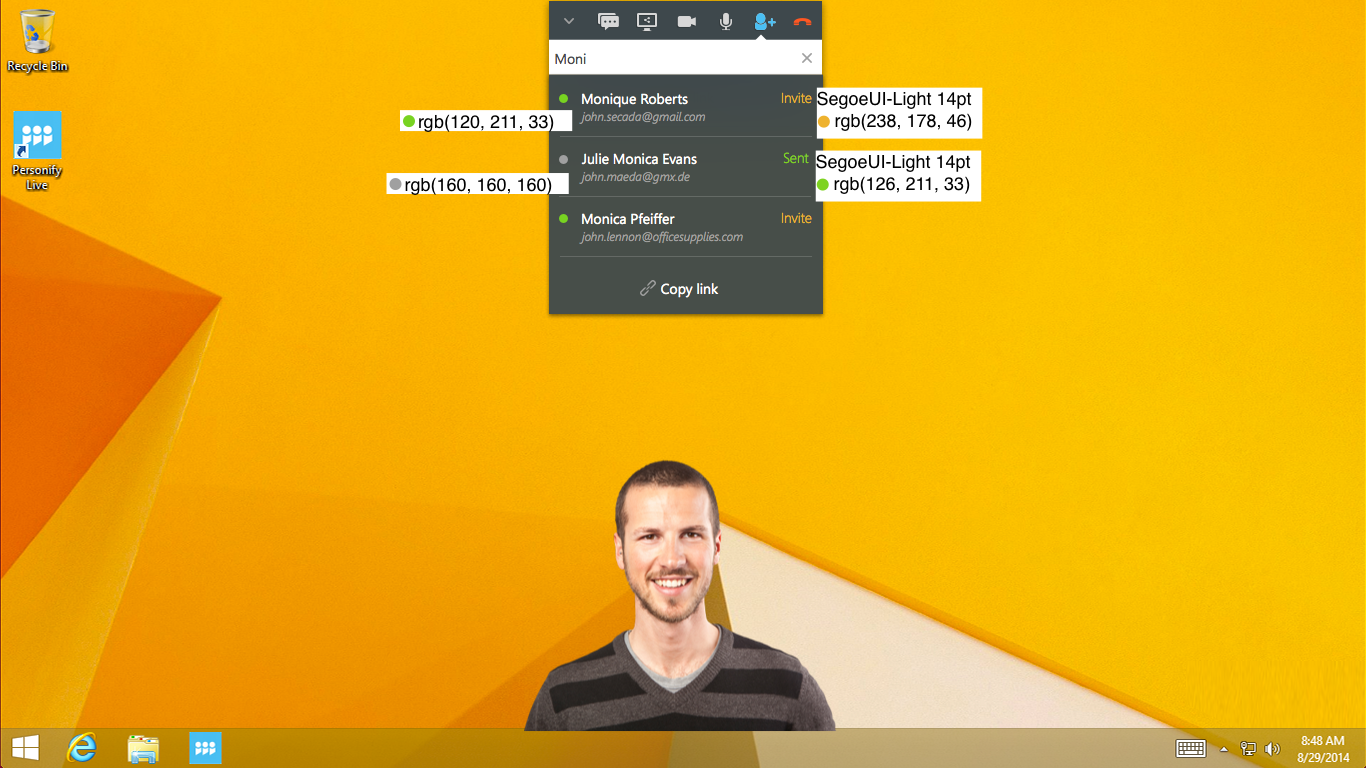 Recycle Bin
Personify
Live
Moni
Monique Roberts
Invite
john.secada@gmail.com
rgb(120, 211, 33)
SegoeUI-Light 14pt
rgb(238, 178, 46)
Julie Monica Evans
Sent
john.maeda@gmx.de
rgb(160, 160, 160)
SegoeUI-Light 14pt
rgb(126, 211, 33)
Monica Pfeiffer
Invite
john.lennon@officesupplies.com
Copy link
8:48 AM
8/29/2014